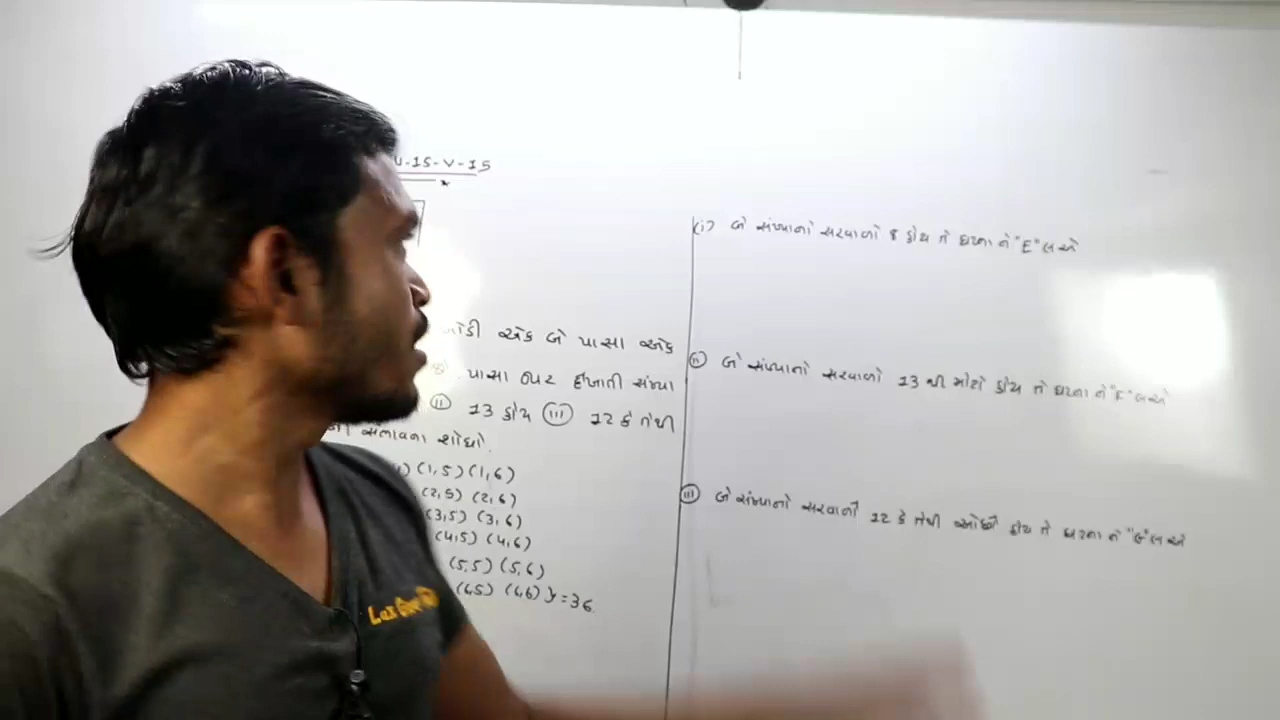 U-15-V-15
એક બે પાસા એક
પાસા ઉપર દેખાતી સંખ્યા
ii 13 હોય iii 12 કે તેથી
સંભાવના શોધો.
(1,5) (1,6)
(2,5) (2,6)
(3,5) (3,6)
(4,5) (4,6)
(5,5) (5,6)
(6,5) (6,6) } = 36
(i) બે સંખ્યાનો સરવાળો 8 હોય તે ઘટના ને "E" લઈએ
ii બે સંખ્યાનો સરવાળો 13 થી મોટો હોય તે ઘટના ને "F" લઈએ
iii બે સંખ્યાનો સરવાળો 12 કે તેથી ઓછો હોય તે ઘટના ને લઈએ